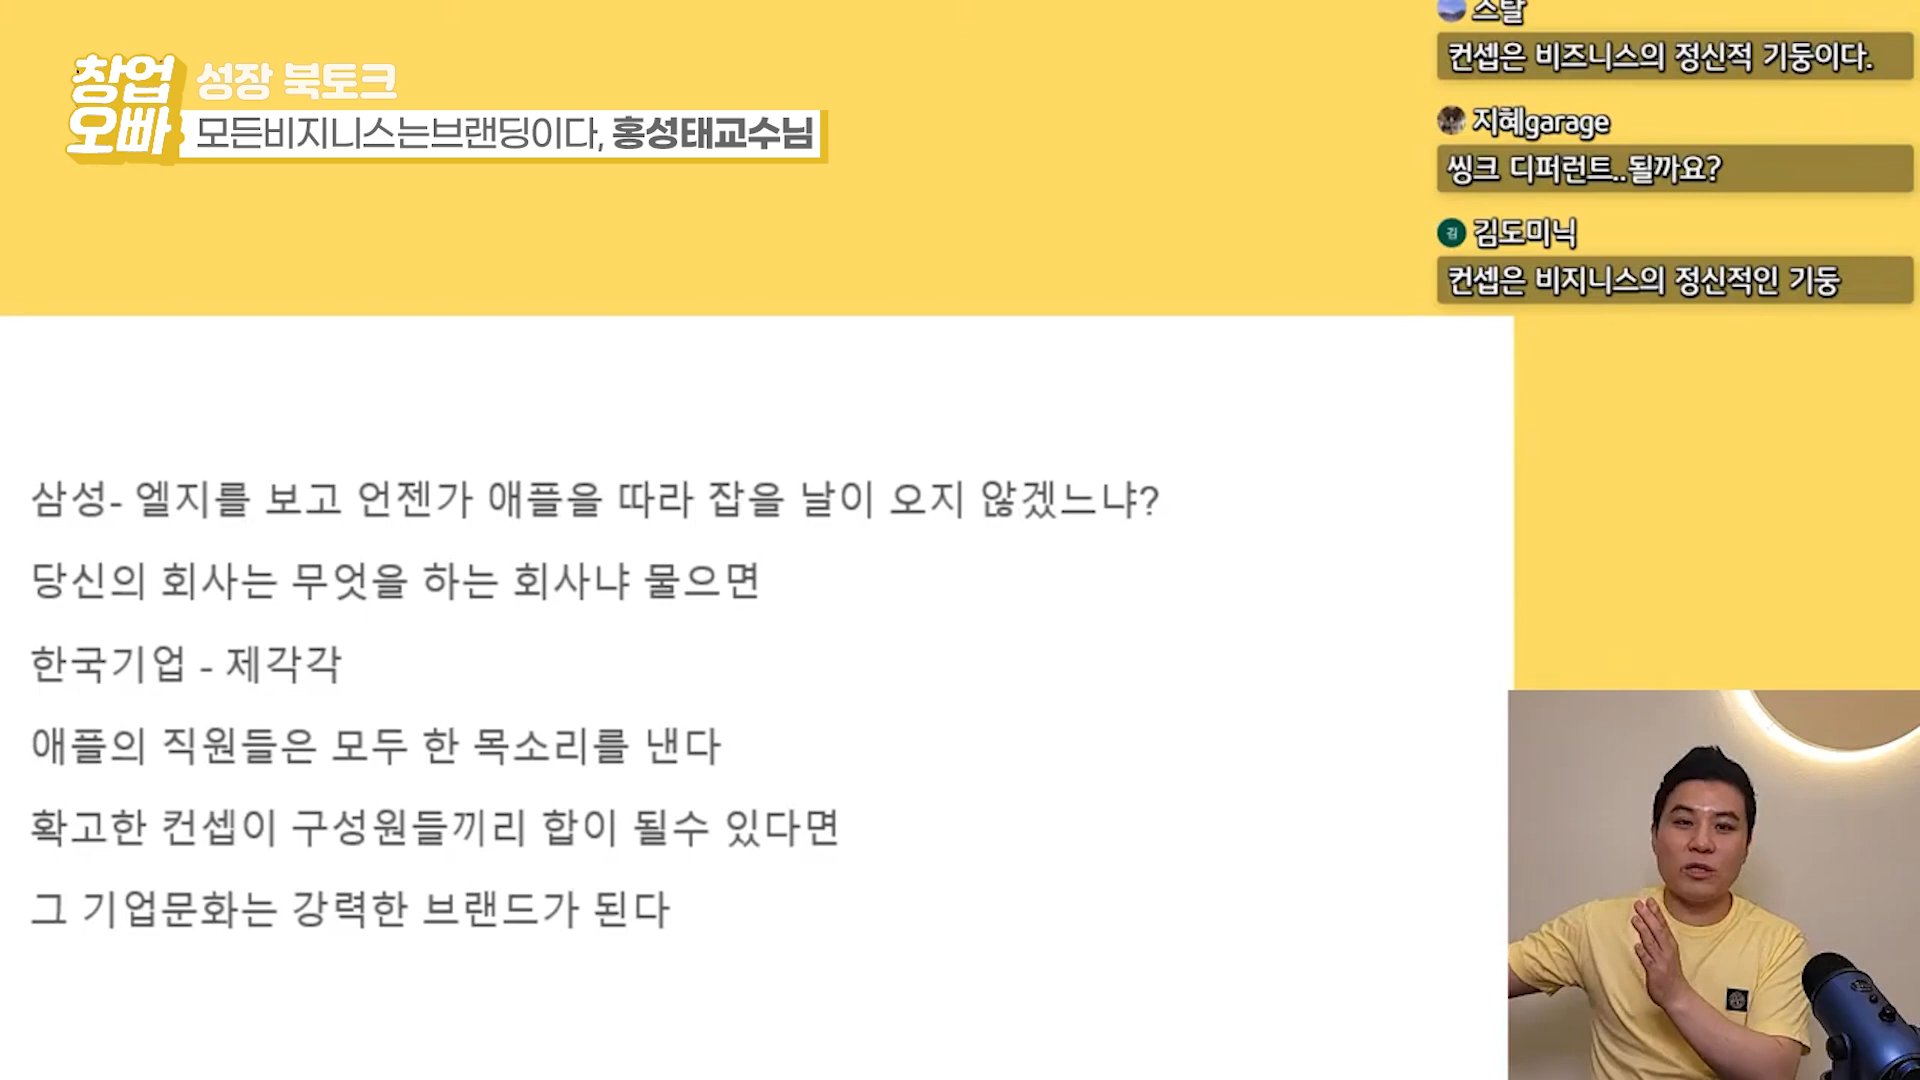 창업
오빠
성장 북토크
모든비지니스는브랜딩이다, 홍성태교수님
스탈
컨셉은 비즈니스의 정신적 기둥이다.
지혜garage
씽크 디퍼런트..될까요?
김
김도미닉
컨셉은 비지니스의 정신적인 기둥
삼성- 엘지를 보고 언젠가 애플을 따라 잡을 날이 오지 않겠느냐?
당신의 회사는 무엇을 하는 회사냐 물으면
한국기업 - 제각각
애플의 직원들은 모두 한 목소리를 낸다
확고한 컨셉이 구성원들끼리 합이 될수 있다면
그 기업문화는 강력한 브랜드가 된다